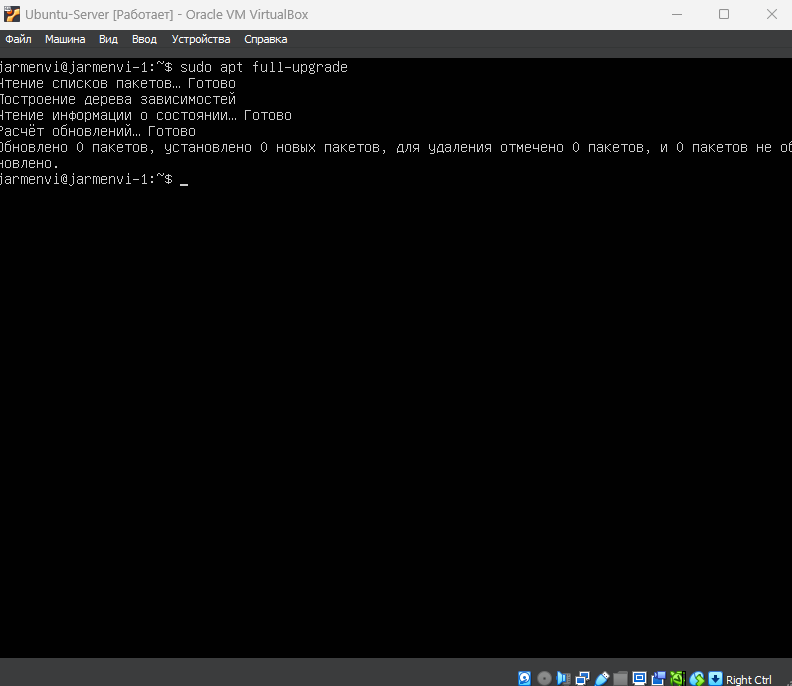 Ubuntu-Server [Работает] - Oracle VM VirtualBox
Файл Машина Вид Ввод Устройства Справка
jarmenvi@jarmenvi-1:~$ sudo apt full-upgrade
Чтение списков пакетов… Готово
Построение дерева зависимостей
Чтение информации о состоянии… Готово
Расчёт обновлений… Готово
Обновлено 0 пакетов, установлено 0 новых пакетов, для удаления отмечено 0 пакетов, и 0 пакетов не об
новлено.
jarmenvi@jarmenvi-1:~$ _
Right Ctrl